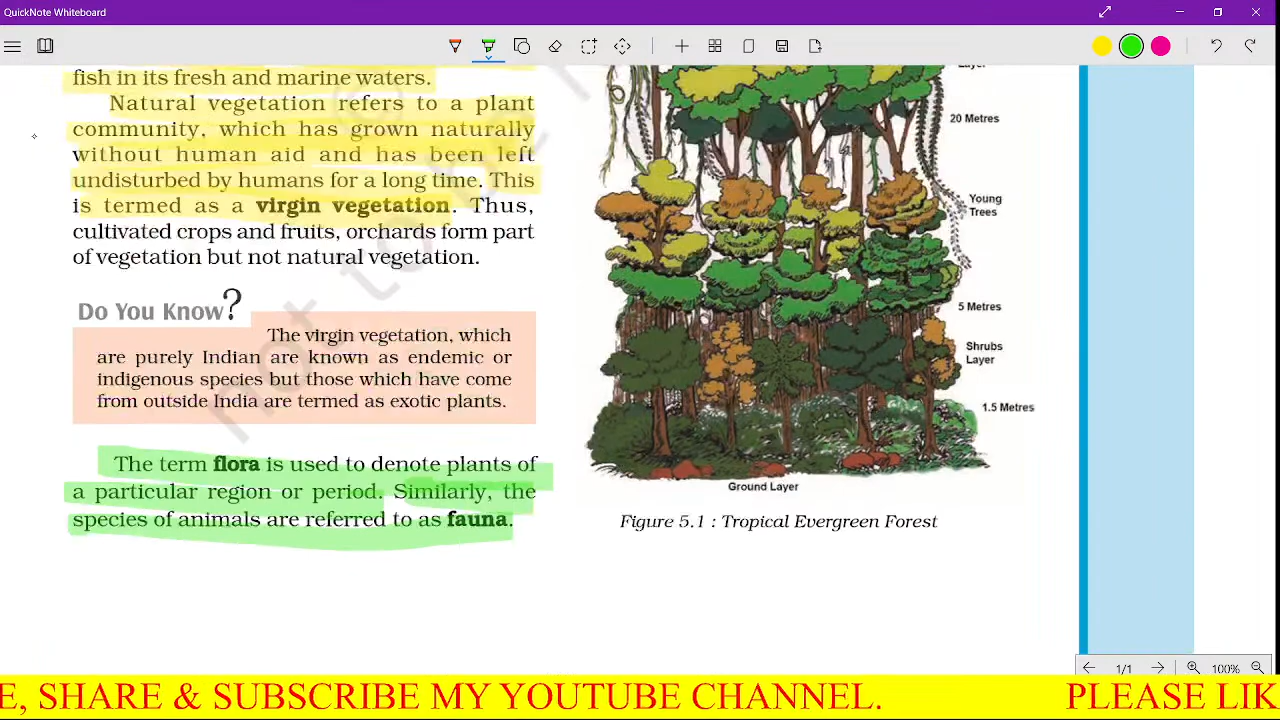 QuickNote Whiteboard
fish in its fresh and marine waters.
Natural vegetation refers to a plant
community, which has grown naturally
without human aid and has been left
undisturbed by humans for a long time. This
is termed as a virgin vegetation. Thus,
cultivated crops and fruits, orchards form part
of vegetation but not natural vegetation.
Do You Know?
The virgin vegetation, which
are purely Indian are known as endemic or
indigenous species but those which have come
from outside India are termed as exotic plants.
The term flora is used to denote plants of
a particular region or period. Similarly, the
species of animals are referred to as fauna.
20 Metres
Young
Trees
5 Metres
Shrubs
Layer
1.5 Metres
Ground Layer
Figure 5.1 : Tropical Evergreen Forest
1/1
100%
E, SHARE & SUBSCRIBE MY YOUTUBE CHANNEL. PLEASE LIK